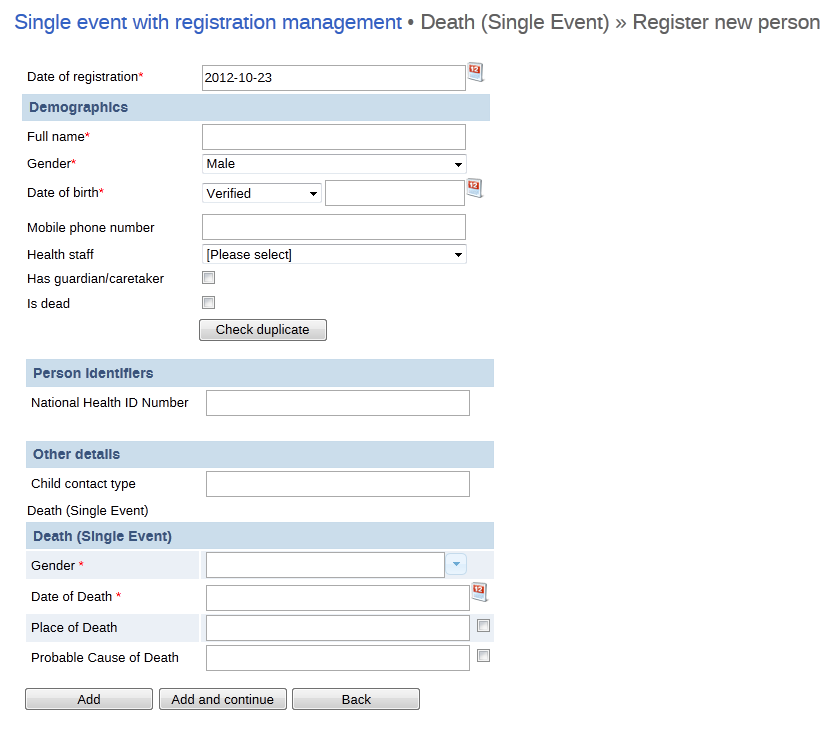 Single event with registration management • Death (Single Event) » Register new person
Date of registration* 2012-10-23
Demographics
Full name*
Gender* Male
Date of birth* Verified
Mobile phone number
Health staff [Please select]
Has guardian/caretaker
Is dead
Check duplicate
Person Identifiers
National Health ID Number
Other details
Child contact type
Death (Single Event)
Death (Single Event)
Gender *
Date of Death *
Place of Death
Probable Cause of Death
Add Add and continue Back